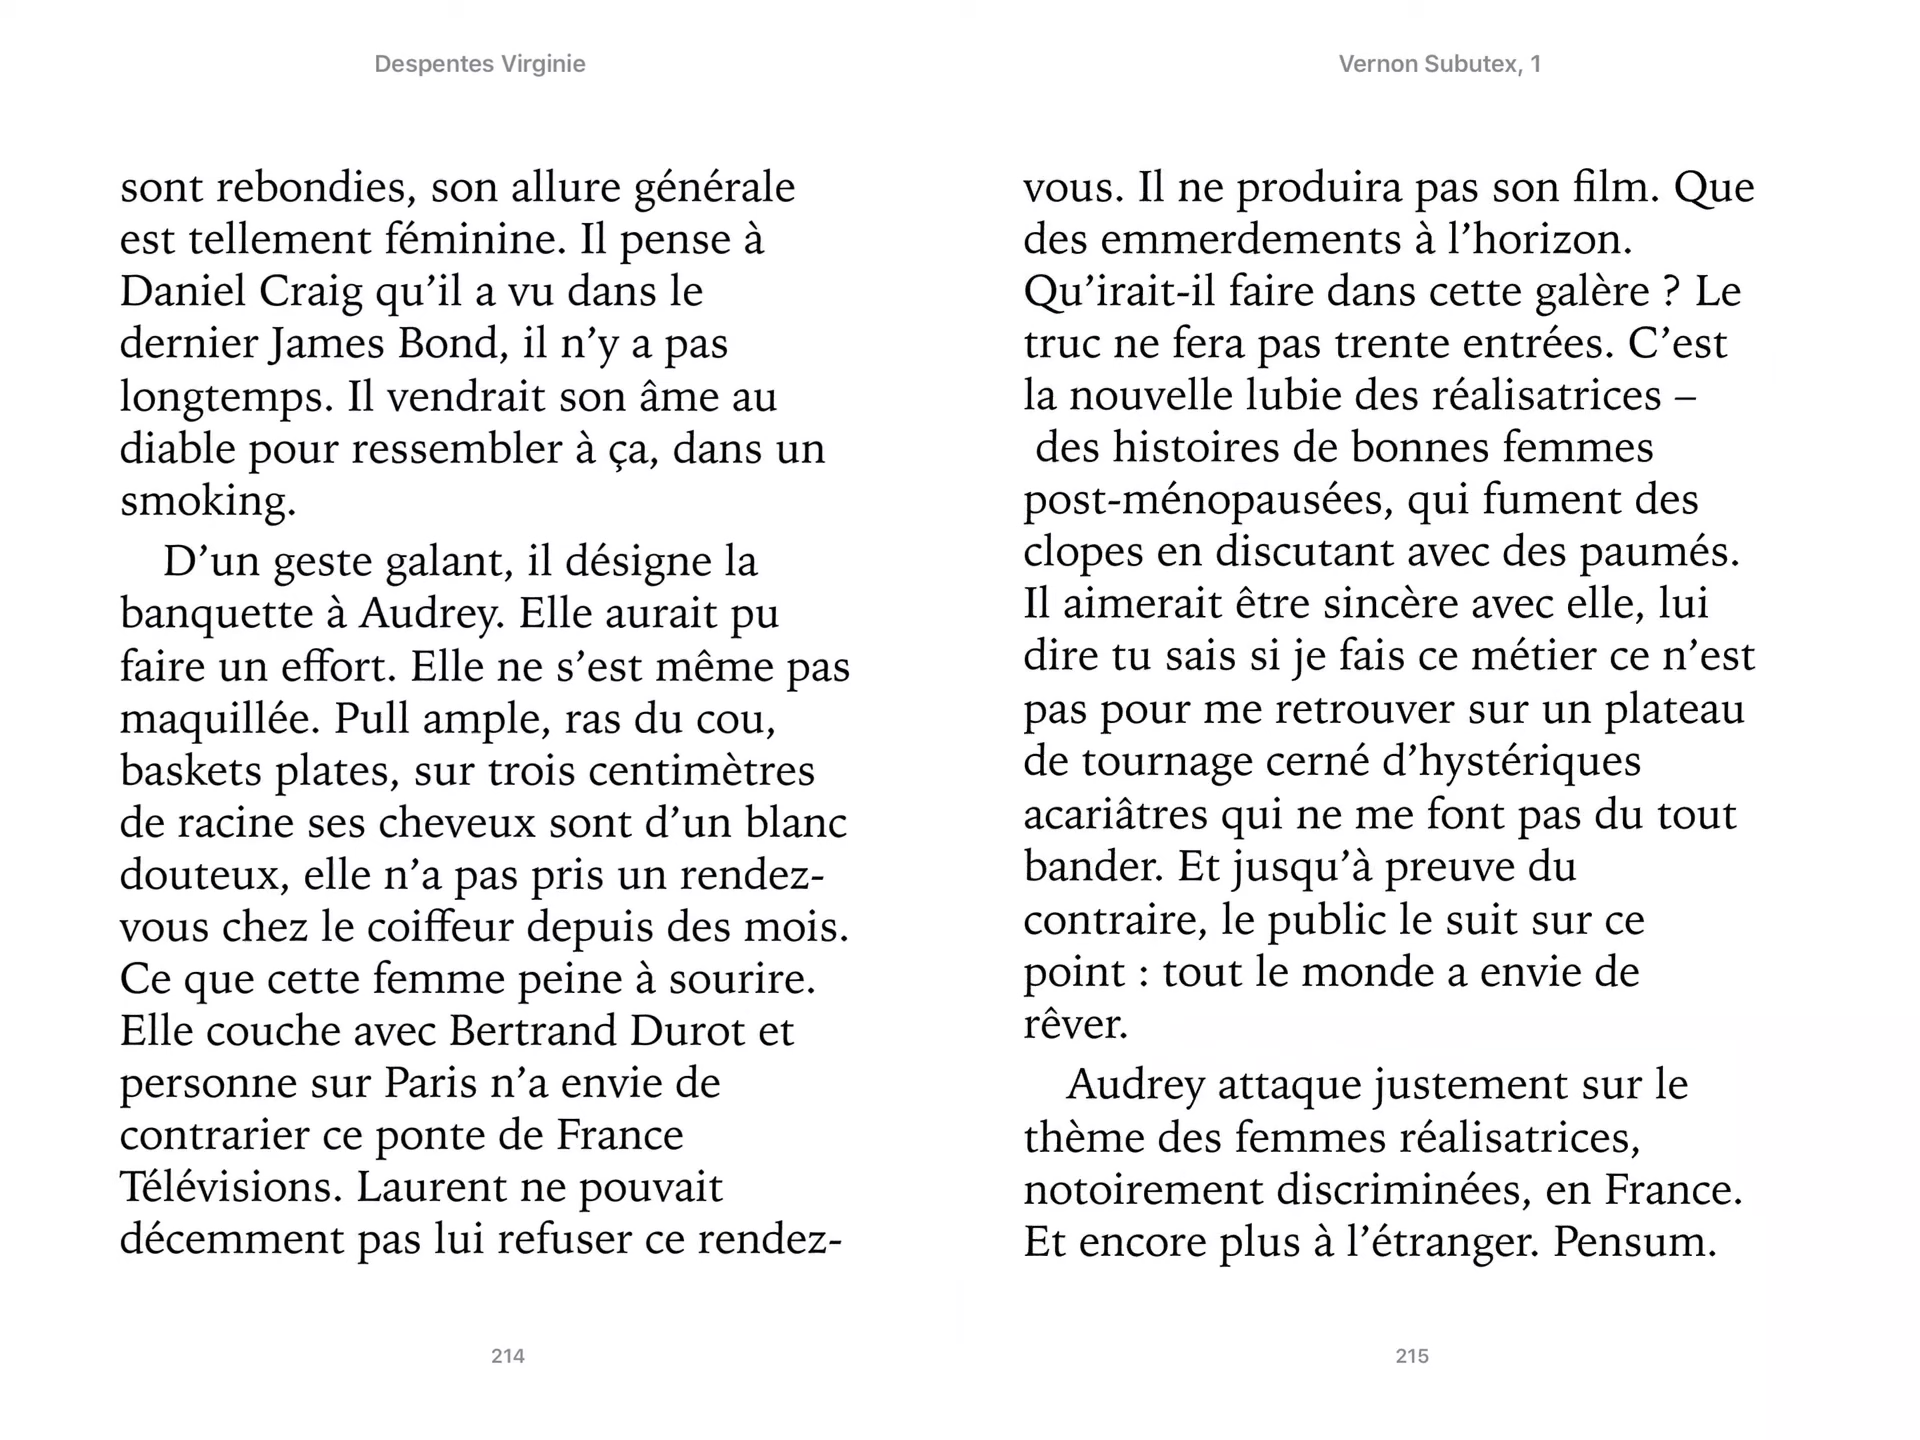 Despentes Virginie
sont rebondies, son allure générale
est tellement féminine. Il pense à
Daniel Craig qu’il a vu dans le
dernier James Bond, il n’y a pas
longtemps. Il vendrait son âme au
diable pour ressembler à ça, dans un
smoking.
D’un geste galant, il désigne la
banquette à Audrey. Elle aurait pu
faire un effort. Elle ne s’est même pas
maquillée. Pull ample, ras du cou,
baskets plates, sur trois centimètres
de racine ses cheveux sont d’un blanc
douteux, elle n’a pas pris un rendez-
vous chez le coiffeur depuis des mois.
Ce que cette femme peine à sourire.
Elle couche avec Bertrand Durot et
personne sur Paris n’a envie de
contrarier ce ponte de France
Télévisions. Laurent ne pouvait
décemment pas lui refuser ce rendez-
214
Vernon Subutex, 1
vous. Il ne produira pas son film. Que
des emmerdements à l’horizon.
Qu’irait-il faire dans cette galère ? Le
truc ne fera pas trente entrées. C’est
la nouvelle lubie des réalisatrices –
des histoires de bonnes femmes
post-ménopausées, qui fument des
clopes en discutant avec des paumés.
Il aimerait être sincère avec elle, lui
dire tu sais si je fais ce métier ce n’est
pas pour me retrouver sur un plateau
de tournage cerné d’hystériques
acariâtres qui ne me font pas du tout
bander. Et jusqu’à preuve du
contraire, le public le suit sur ce
point : tout le monde a envie de
rêver.
Audrey attaque justement sur le
thème des femmes réalisatrices,
notoirement discriminées, en France.
Et encore plus à l’étranger. Pensum.
215